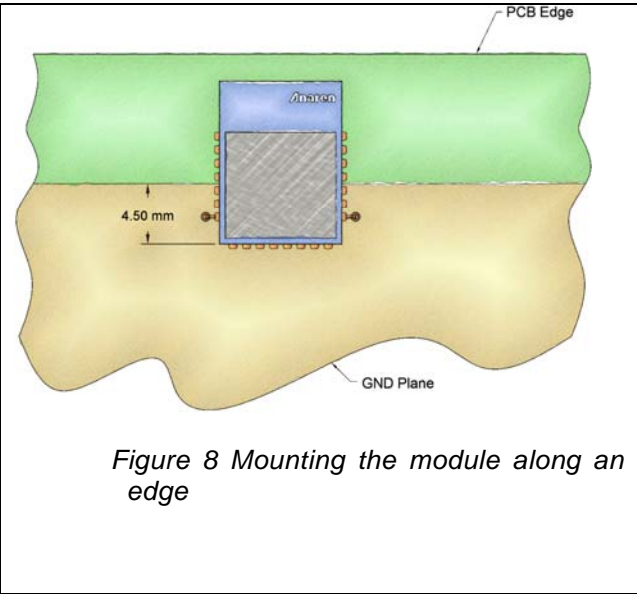 PCB Edge
Anaren
4.50 mm
GND Plane
Figure 8 Mounting the module along an
edge